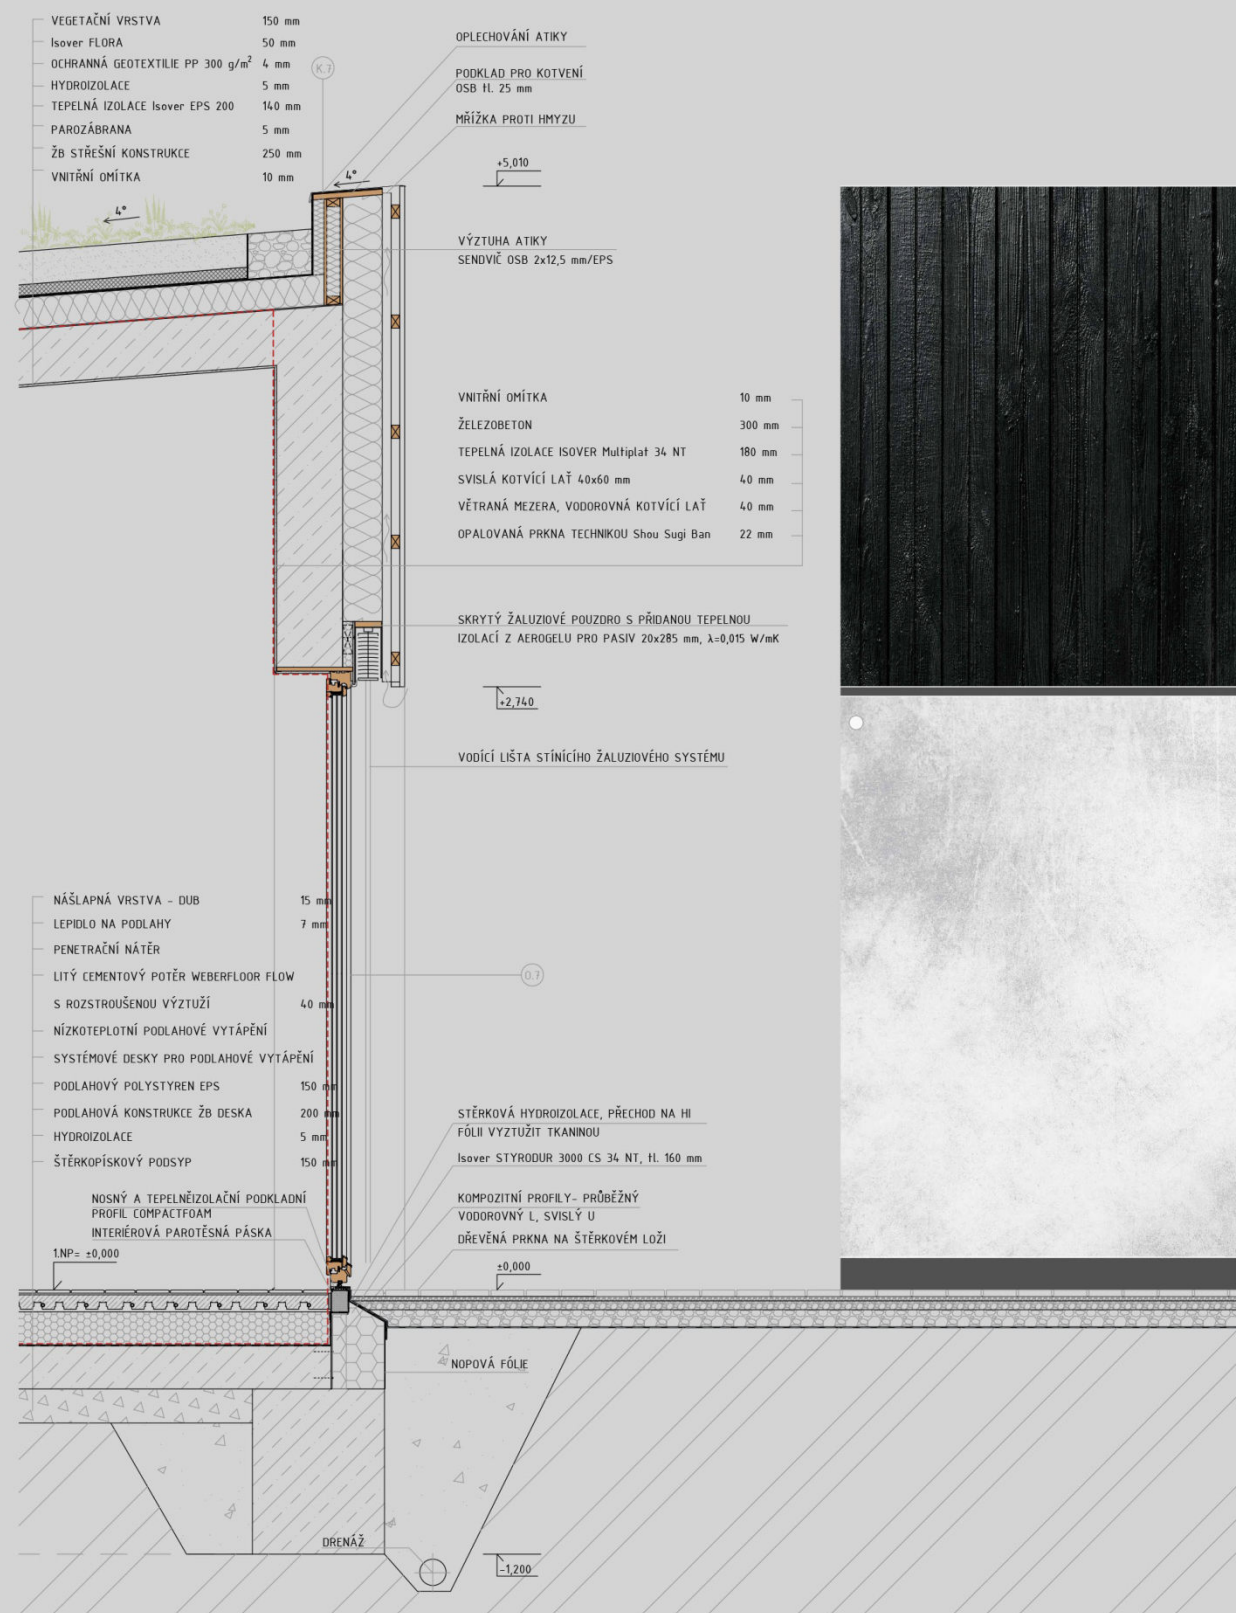 VEGETAČNÍ VRSTVA 150 mm
Isover FLORA 50 mm
OCHRANNÁ GEOTEXTILIE PP 300 g/m² 4 mm
HYDROIZOLACE 5 mm
TEPELNÁ IZOLACE Isover EPS 200 140 mm
PAROZÁBRANA 5 mm
ŽB STŘEŠNÍ KONSTRUKCE 250 mm
VNITŘNÍ OMÍTKA 10 mm
K.7
OPLECHOVÁNÍ ATIKY
PODKLAD PRO KOTVENÍ
OSB tl. 25 mm
MŘÍŽKA PROTI HMYZU
+5,010
4°
4°
VÝZTUHA ATIKY
SENDVIČ OSB 2x12,5 mm/EPS
VNITŘNÍ OMÍTKA 10 mm
ŽELEZOBETON 300 mm
TEPELNÁ IZOLACE ISOVER Multiplat 34 NT 180 mm
SVISLÁ KOTVÍCÍ LAŤ 40x60 mm 40 mm
VĚTRANÁ MEZERA, VODOROVNÁ KOTVÍCÍ LAŤ 40 mm
OPALOVANÁ PRKNA TECHNIKOU Shou Sugi Ban 22 mm
SKRYTÝ ŽALUZIOVÉ POUZDRO S PŘIDANOU TEPELNOU
IZOLACÍ Z AEROGELU PRO PASIV 20x285 mm, λ=0,015 W/mK
+2,740
VODÍCÍ LIŠTA STÍNÍCÍHO ŽALUZIOVÉHO SYSTÉMU
NÁŠLAPNÁ VRSTVA - DUB 15 mm
LEPIDLO NA PODLAHY 7 mm
PENETRAČNÍ NÁTĚR
LITÝ CEMENTOVÝ POTĚR WEBERFLOOR FLOW
S ROZSTROUŠENOU VÝZTUŽÍ 40 mm
NÍZKOTEPLOTNÍ PODLAHOVÉ VYTÁPĚNÍ
SYSTÉMOVÉ DESKY PRO PODLAHOVÉ VYTÁPĚNÍ
PODLAHOVÝ POLYSTYREN EPS 150 mm
PODLAHOVÁ KONSTRUKCE ŽB DESKA 200 mm
HYDROIZOLACE 5 mm
ŠTĚRKOPÍSKOVÝ PODSYP 150 mm
O.7
STĚRKOVÁ HYDROIZOLACE, PŘECHOD NA HI
FÓLII VYZTUŽIT TKANINOU
Isover STYRODUR 3000 CS 34 NT, tl. 160 mm
KOMPOZITNÍ PROFILY- PRŮBĚŽNÝ
VODOROVNÝ L, SVISLÝ U
DŘEVĚNÁ PRKNA NA ŠTĚRKOVÉM LOŽI
NOSNÝ A TEPELNĚIZOLAČNÍ PODKLADNÍ
PROFIL COMPACTFOAM
INTERIÉROVÁ PAROTĚSNÁ PÁSKA
1.NP= ±0,000
±0,000
NOPOVÁ FÓLIE
DRENÁŽ
-1,200